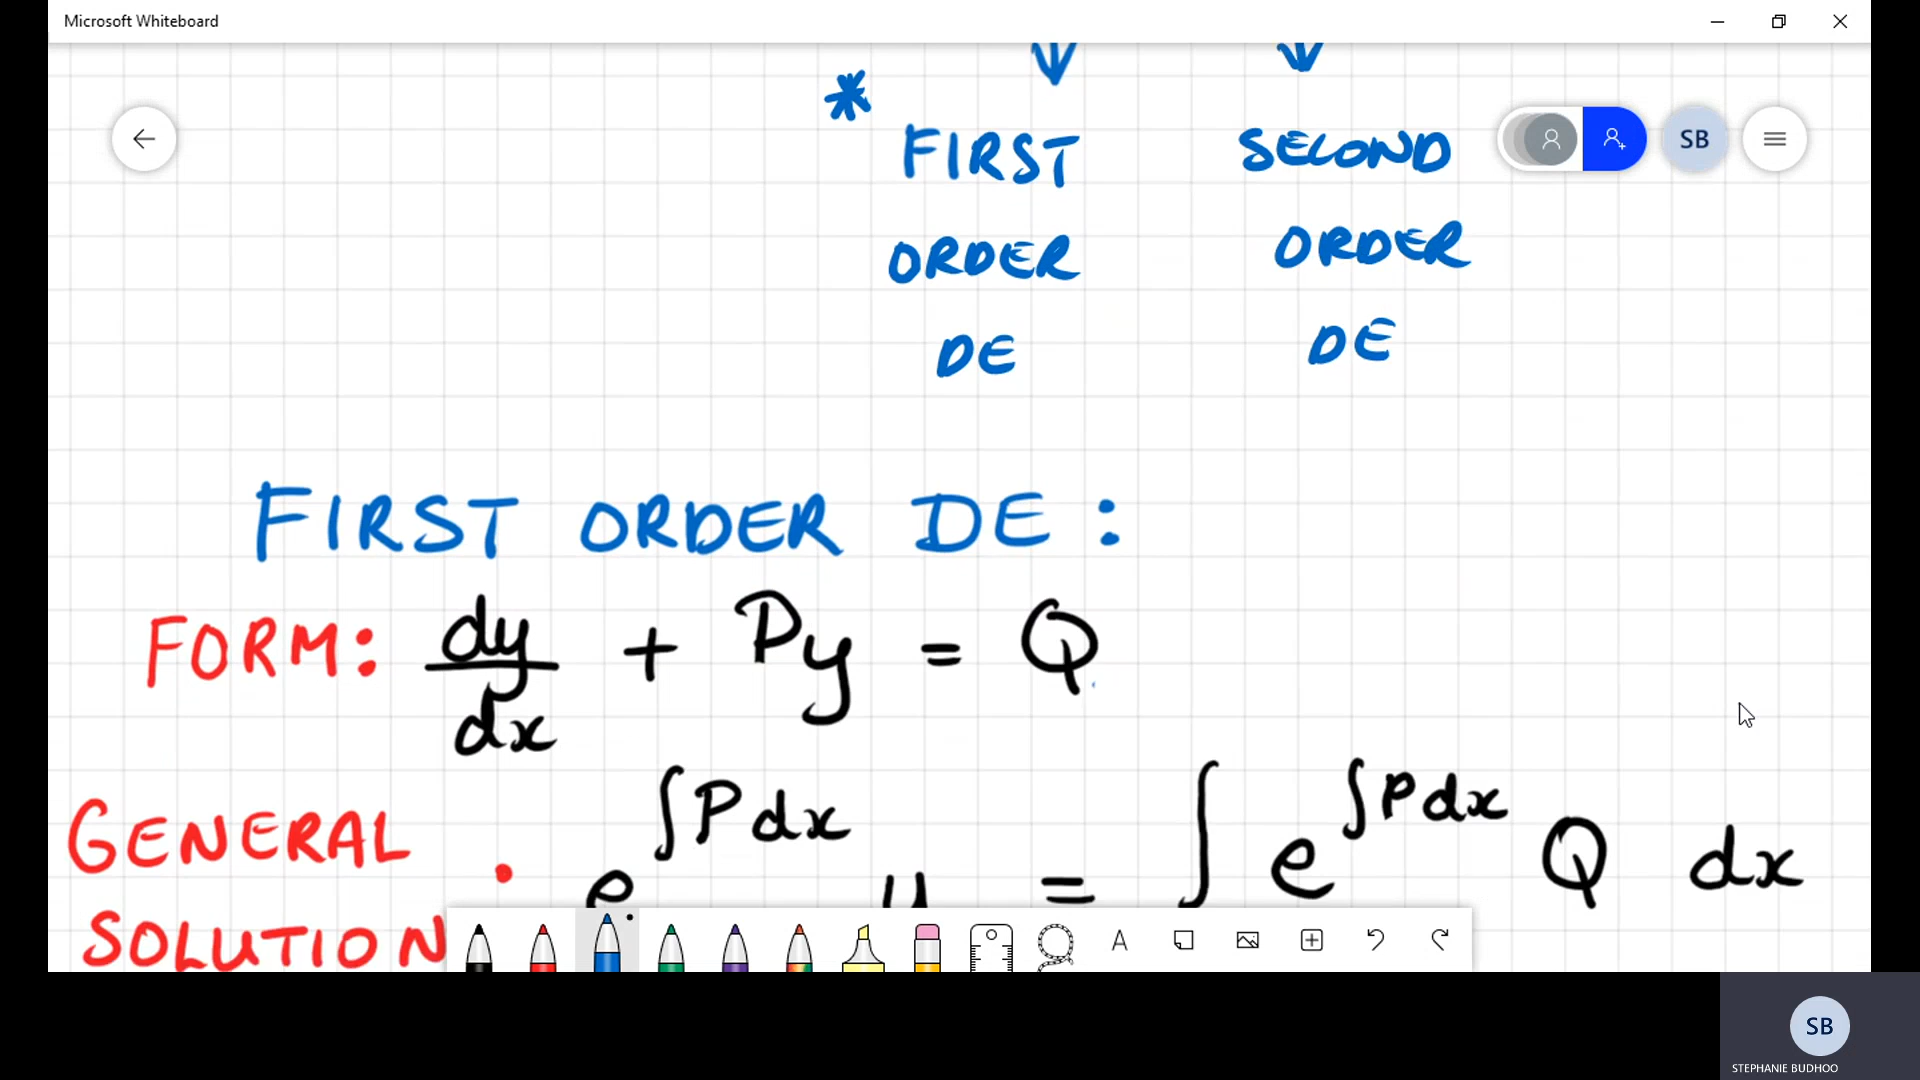 Microsoft Whiteboard
* FIRST ORDER DE
SECOND ORDER DE
SB
FIRST ORDER DE :
FORM: dy/dx + Py = Q
GENERAL SOLUTION : e^∫Pdx y = ∫ e^∫Pdx Q dx
A
SB
STEPHANIE BUDHOO